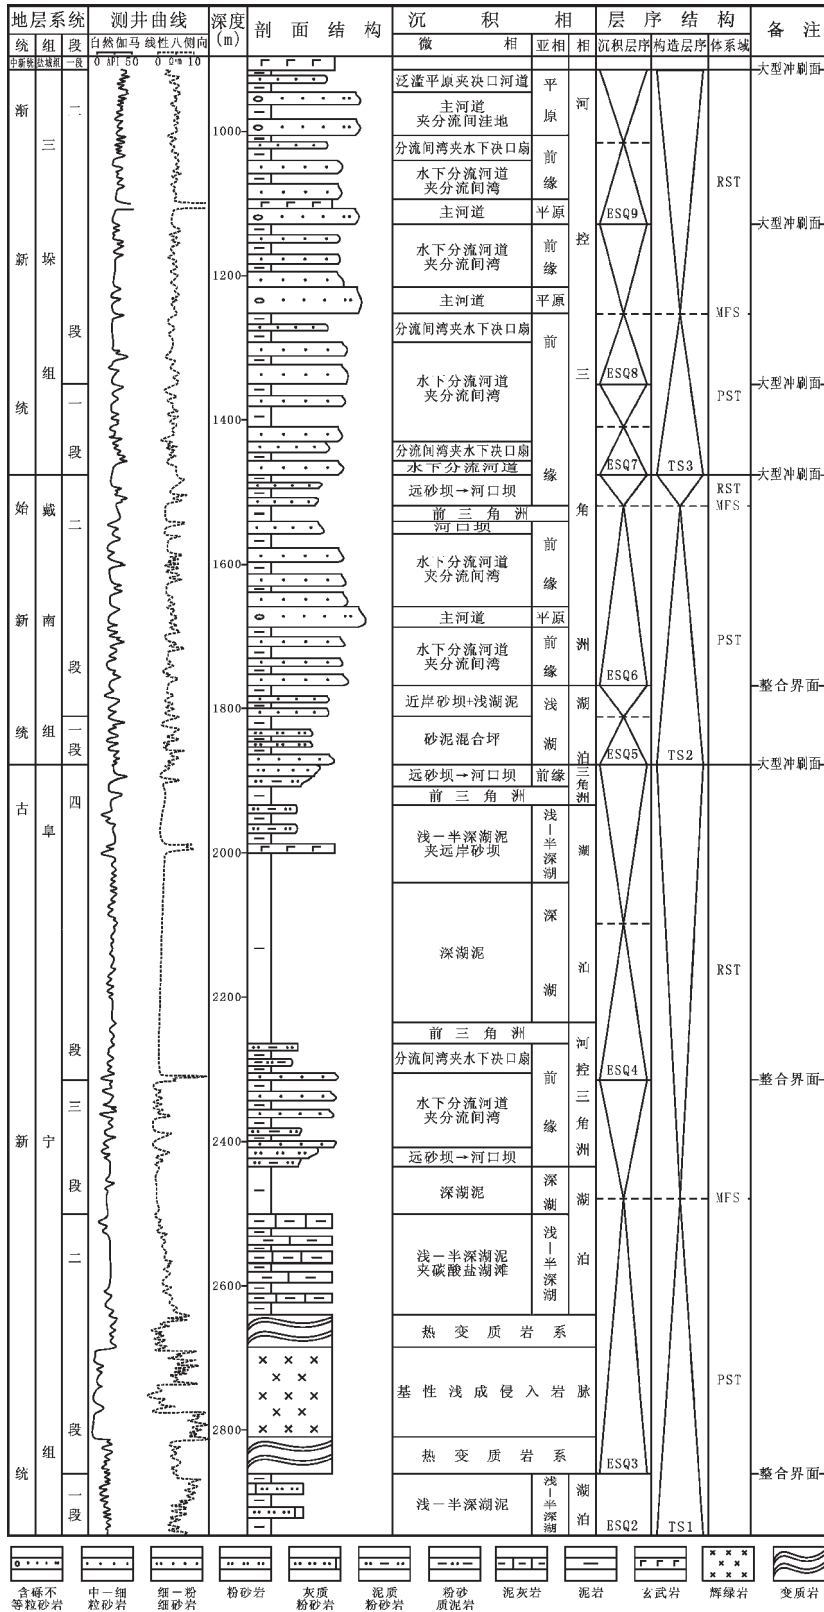 地层系统 测井曲线 深度 剖面结构 沉积相 层序结构 备注
统 组 段 自然伽马 线性八侧向 (m) 微相 亚相 相 沉积层序 构造层序 体系域
中新统 盐城组 一段 0 API 50 0 Ωm 10
大型冲刷面
渐新统
三垛组
二段
一段
始新统
戴南组
二段
一段
古新统
阜宁组
四段
三段
二段
一段
1000
1200
1400
1600
1800
2000
2200
2400
2600
2800
泛滥平原夹决口河道
主河道
夹分流间洼地
分流间湾夹水下决口扇
水下分流河道
夹分流间湾
主河道
水下分流河道
夹分流间湾
主河道
分流间湾夹水下决口扇
水下分流河道
夹分流间湾
分流间湾夹水下决口扇
水下分流河道
远砂坝→河口坝
前三角洲
河口坝
水下分流河道
夹分流间湾
主河道
水下分流河道
夹分流间湾
近岸砂坝+浅湖泥
砂泥混合坪
远砂坝→河口坝
前三角洲
浅—半深湖泥
夹远岸砂坝
深湖泥
前三角洲
分流间湾夹水下决口扇
水下分流河道
夹分流间湾
远砂坝→河口坝
深湖泥
浅—半深湖泥
夹碳酸盐湖滩
热变质岩系
基性浅成侵入岩脉
热变质岩系
浅—半深湖泥
平原
前缘
平原
前缘
平原
前缘
前缘
平原
前缘
浅湖
前缘
浅—半深湖
深湖
前缘
深湖
浅—半深湖
浅—半深湖
河控三角洲
湖泊
三角洲
湖泊
河控三角洲
湖泊
湖泊
ESQ9
ESQ8
ESQ7
ESQ6
ESQ5
ESQ4
ESQ3
ESQ2
TS3
TS2
TS1
RST
MFS
PST
RST
MFS
PST
RST
MFS
PST
大型冲刷面
大型冲刷面
大型冲刷面
整合界面
大型冲刷面
整合界面
整合界面
含砾不等粒砂岩 中—细粒砂岩 细—粉细砂岩 粉砂岩 灰质粉砂岩 泥质粉砂岩 粉砂质泥岩 泥灰岩 泥岩 玄武岩 辉绿岩 变质岩